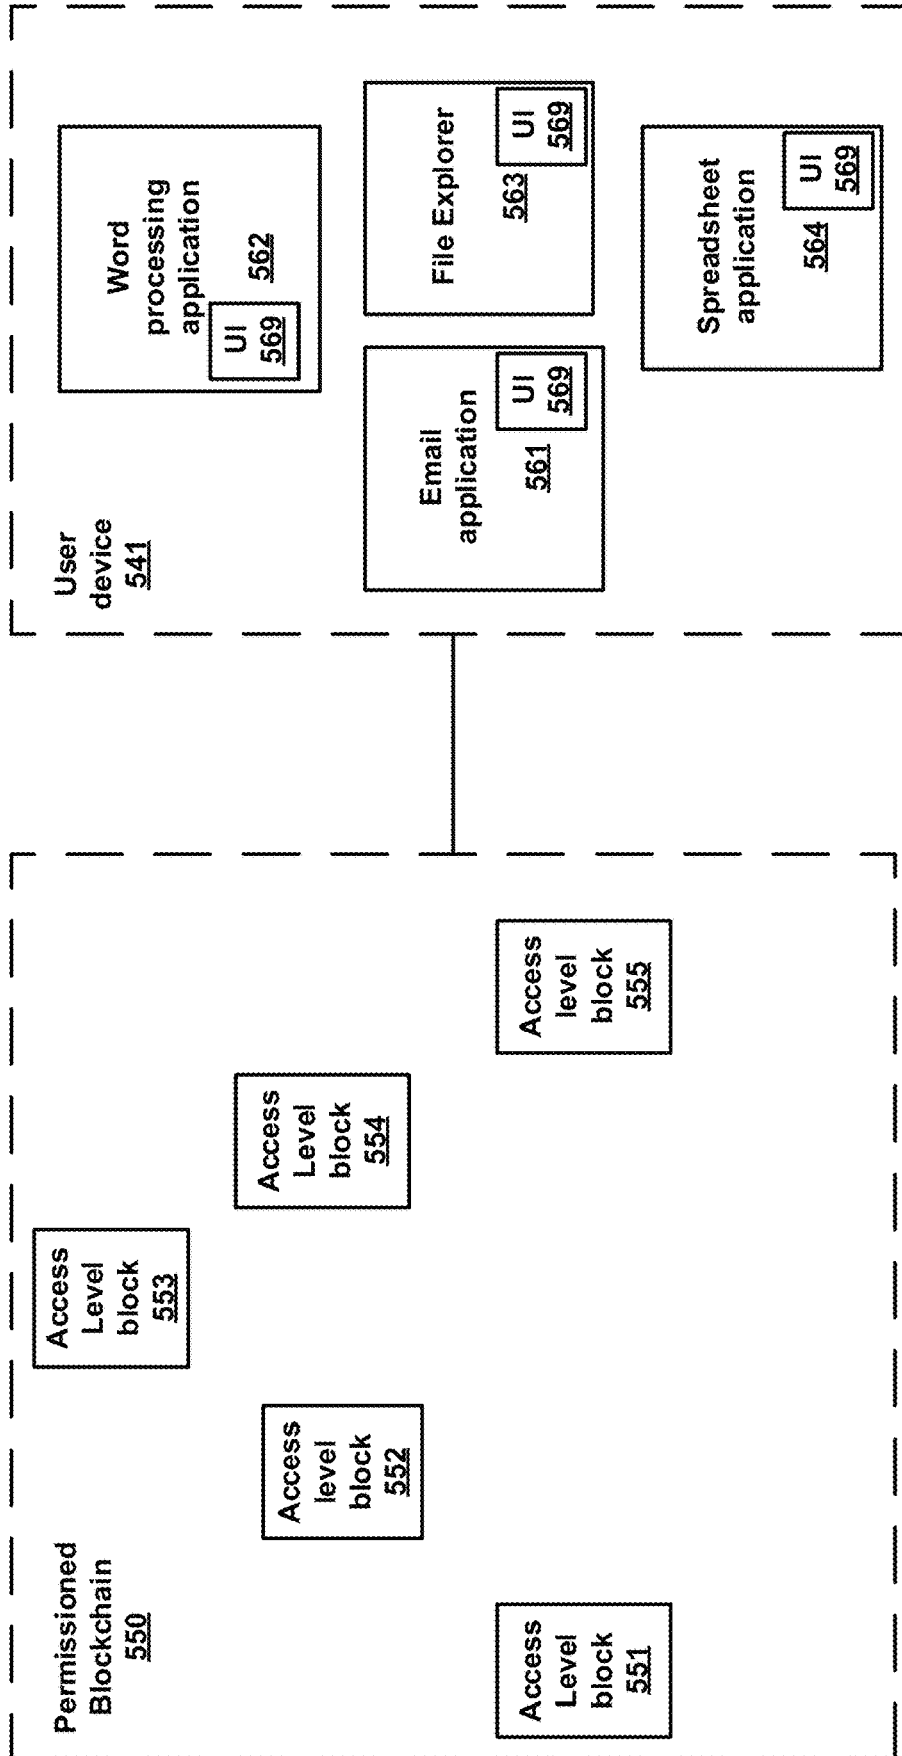 Permissioned
Blockchain
550
Access
Level
block
551
Access
level
block
552
Access
Level
block
553
Access
Level
block
554
Access
level
block
555
User
device
541
Word
processing
application
562
UI
569
Email
application
561
UI
569
File Explorer
563
UI
569
Spreadsheet
application
564
UI
569